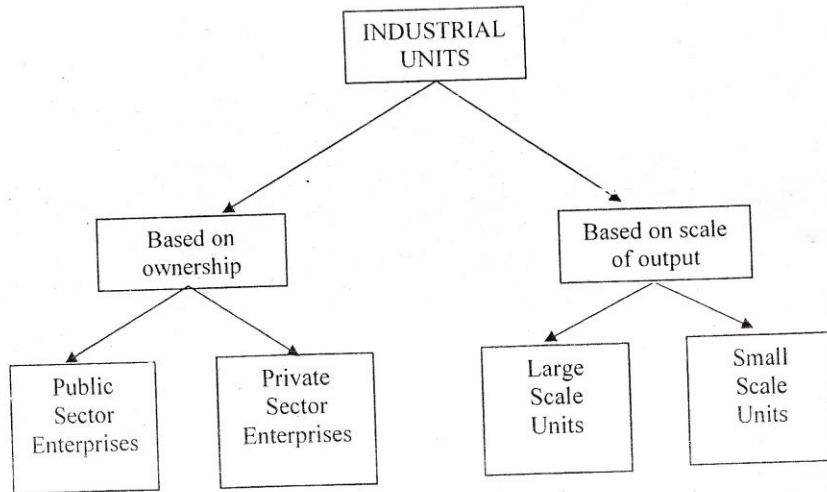 INDUSTRIAL
UNITS
Based on
ownership
Based on scale
of output
Public
Sector
Enterprises
Private
Sector
Enterprises
Large
Scale
Units
Small
Scale
Units